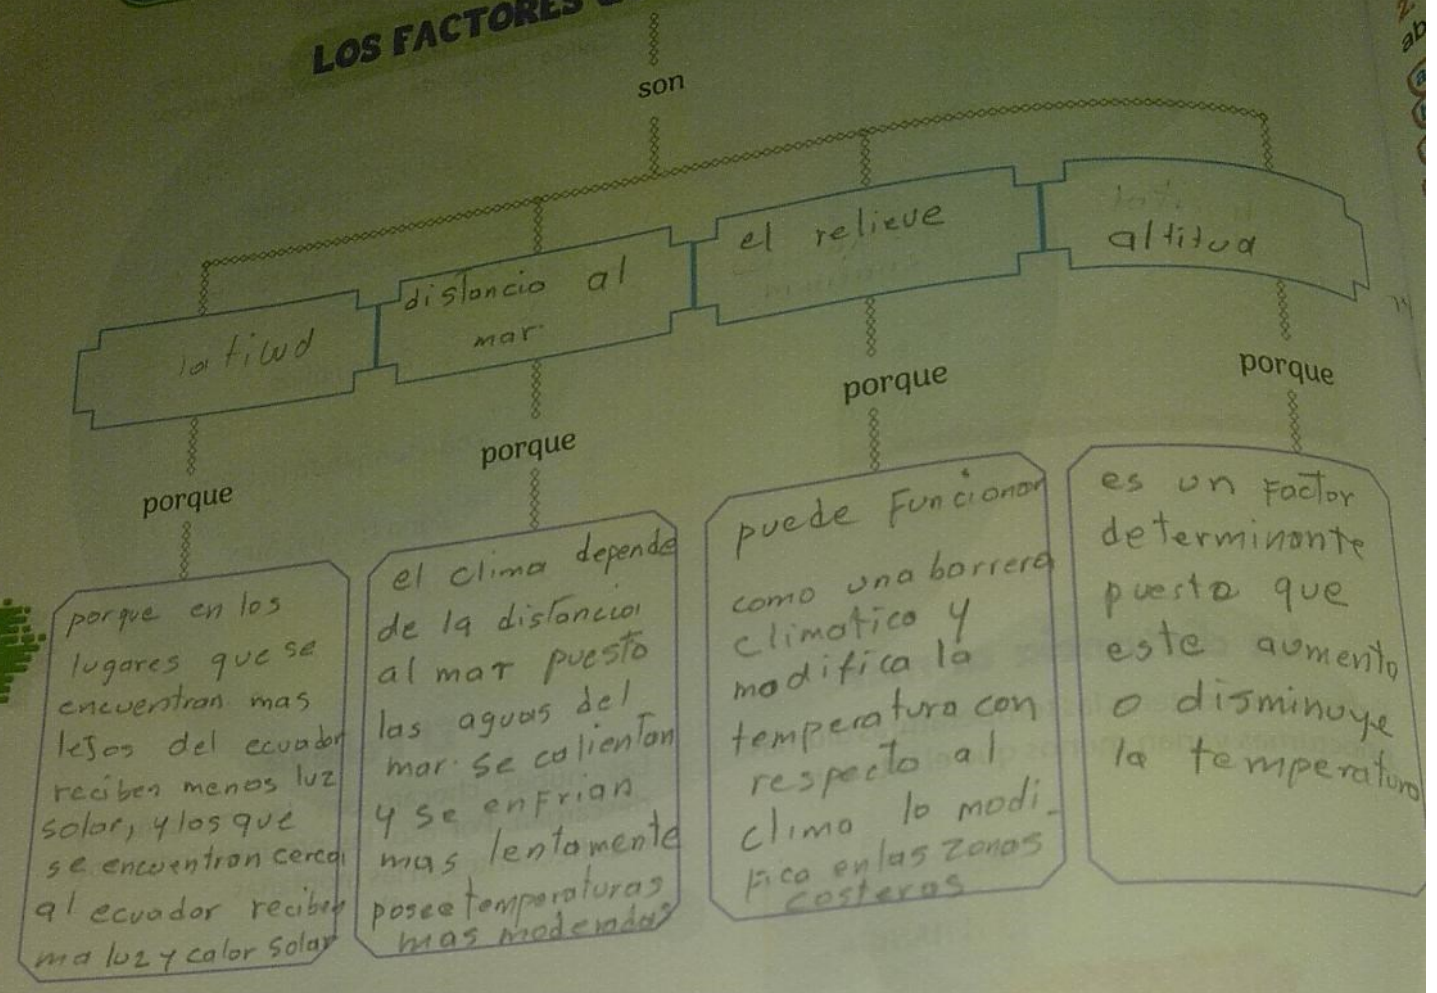 LOS FACTORES
son
latitud
distancia al
mar
el relieve
altitud
porque
porque
porque
porque
porque en los
lugares que se
encuentran mas
lejos del ecuador
reciben menos luz
solar, y los que
se encuentran cerca
al ecuador reciben
ma luz y calor solar
el clima depende
de la distancia
al mar puesto
las aguas del
mar se calientan
y se enfrian
mas lentamente
posee temperaturas
mas moderadas
puede Funcionar
como una barrera
climatica y
modifica la
temperatura con
respecto al
clima lo modi-
fica en las zonas
costeras
es un Factor
determinante
puesto que
este aumenta
o disminuye
la temperatura